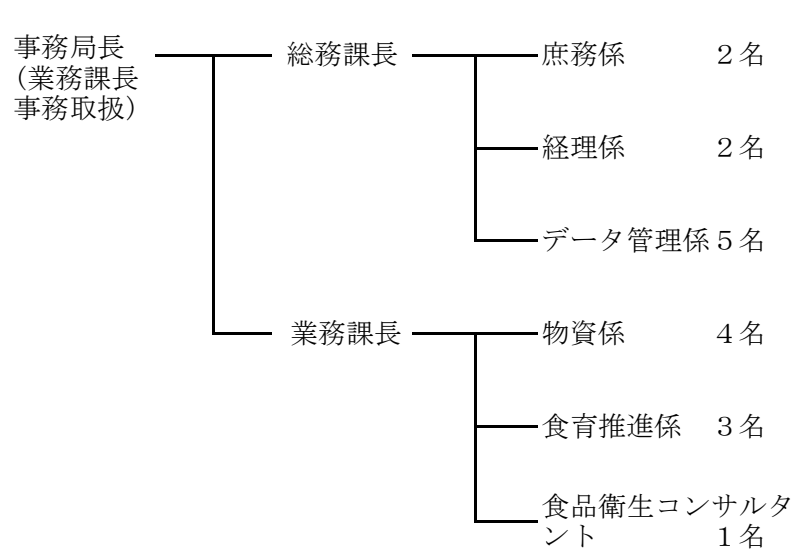 事務局長
(業務課長
事務取扱)
総務課長
庶務係 ２名
経理係 ２名
データ管理係５名
業務課長
物資係 ４名
食育推進係 ３名
食品衛生コンサルタ
ント １名